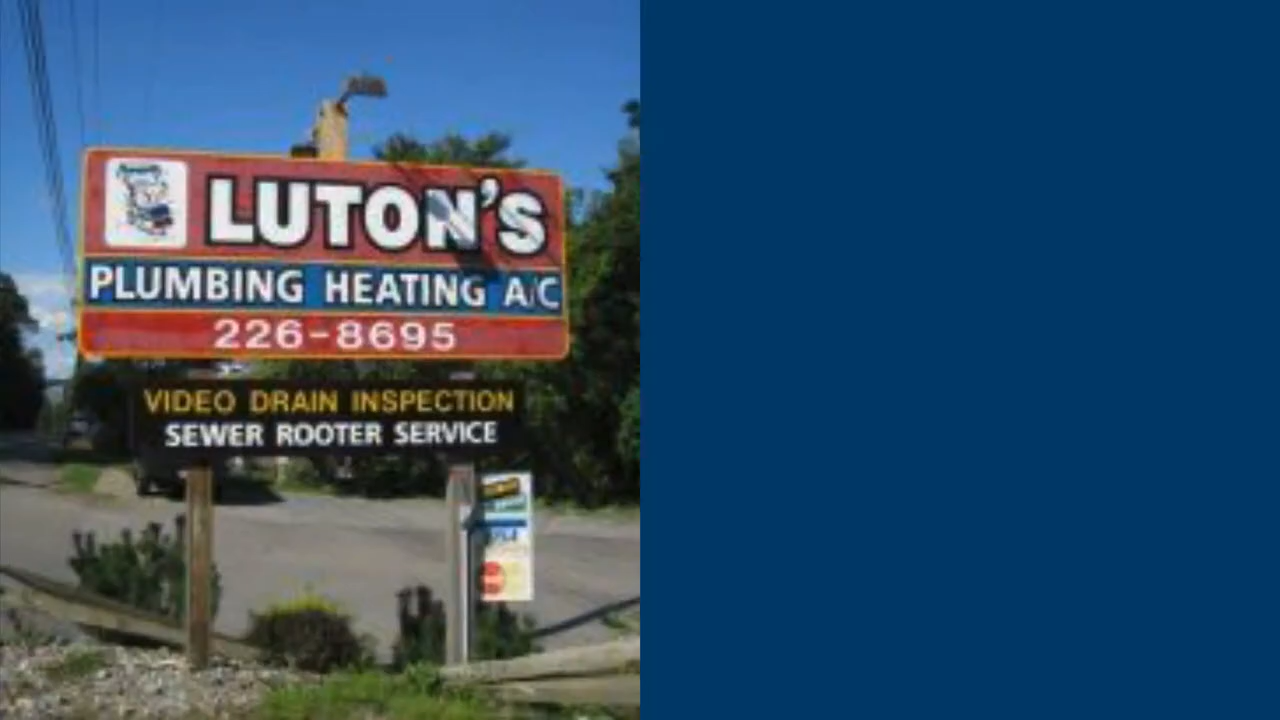 LUTON'S
PLUMBING HEATING A/C
226-8695
VIDEO DRAIN INSPECTION
SEWER ROOTER SERVICE